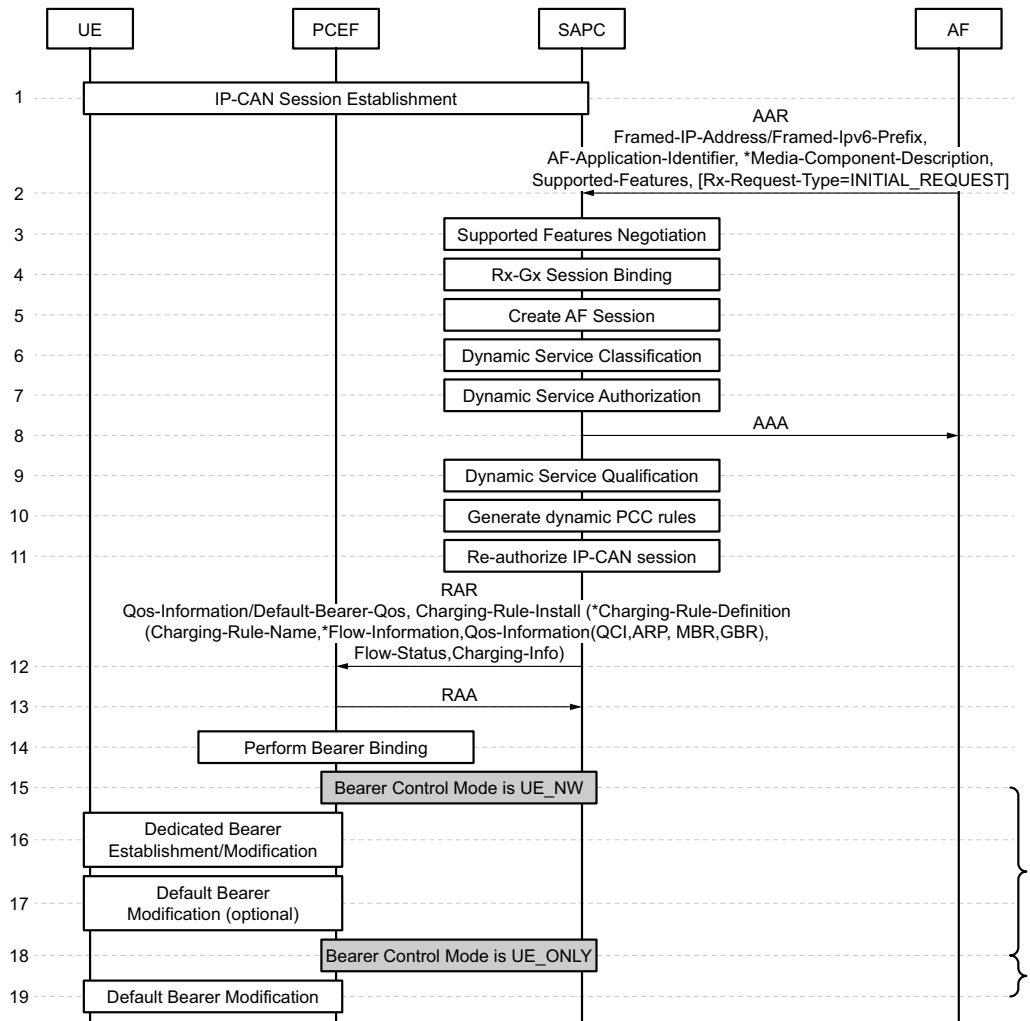 UE
PCEF
SAPC
AF
1
IP-CAN Session Establishment
AAR
Framed-IP-Address/Framed-Ipv6-Prefix,
AF-Application-Identifier, *Media-Component-Description,
Supported-Features, [Rx-Request-Type=INITIAL_REQUEST]
2
3
Supported Features Negotiation
4
Rx-Gx Session Binding
5
Create AF Session
6
Dynamic Service Classification
7
Dynamic Service Authorization
AAA
8
9
Dynamic Service Qualification
10
Generate dynamic PCC rules
11
Re-authorize IP-CAN session
RAR
Qos-Information/Default-Bearer-Qos, Charging-Rule-Install (*Charging-Rule-Definition
(Charging-Rule-Name,*Flow-Information,Qos-Information(QCI,ARP, MBR,GBR),
Flow-Status,Charging-Info)
12
RAA
13
14
Perform Bearer Binding
15
Bearer Control Mode is UE_NW
16
Dedicated Bearer
Establishment/Modification
17
Default Bearer
Modification (optional)
18
Bearer Control Mode is UE_ONLY
19
Default Bearer Modification